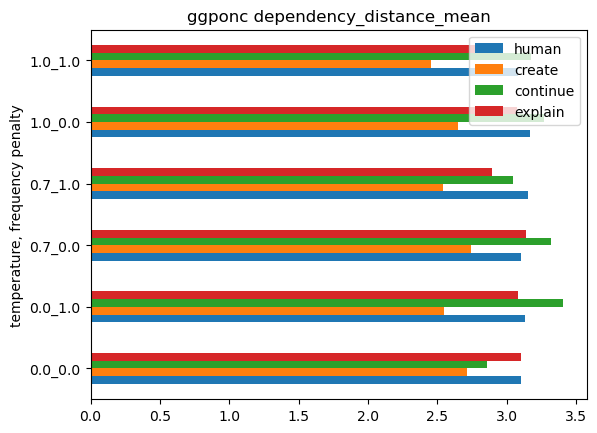 ggponc dependency_distance_mean
human
create
continue
explain
temperature, frequency penalty
1.0_1.0
1.0_0.0
0.7_1.0
0.7_0.0
0.0_1.0
0.0_0.0
0.0 0.5 1.0 1.5 2.0 2.5 3.0 3.5